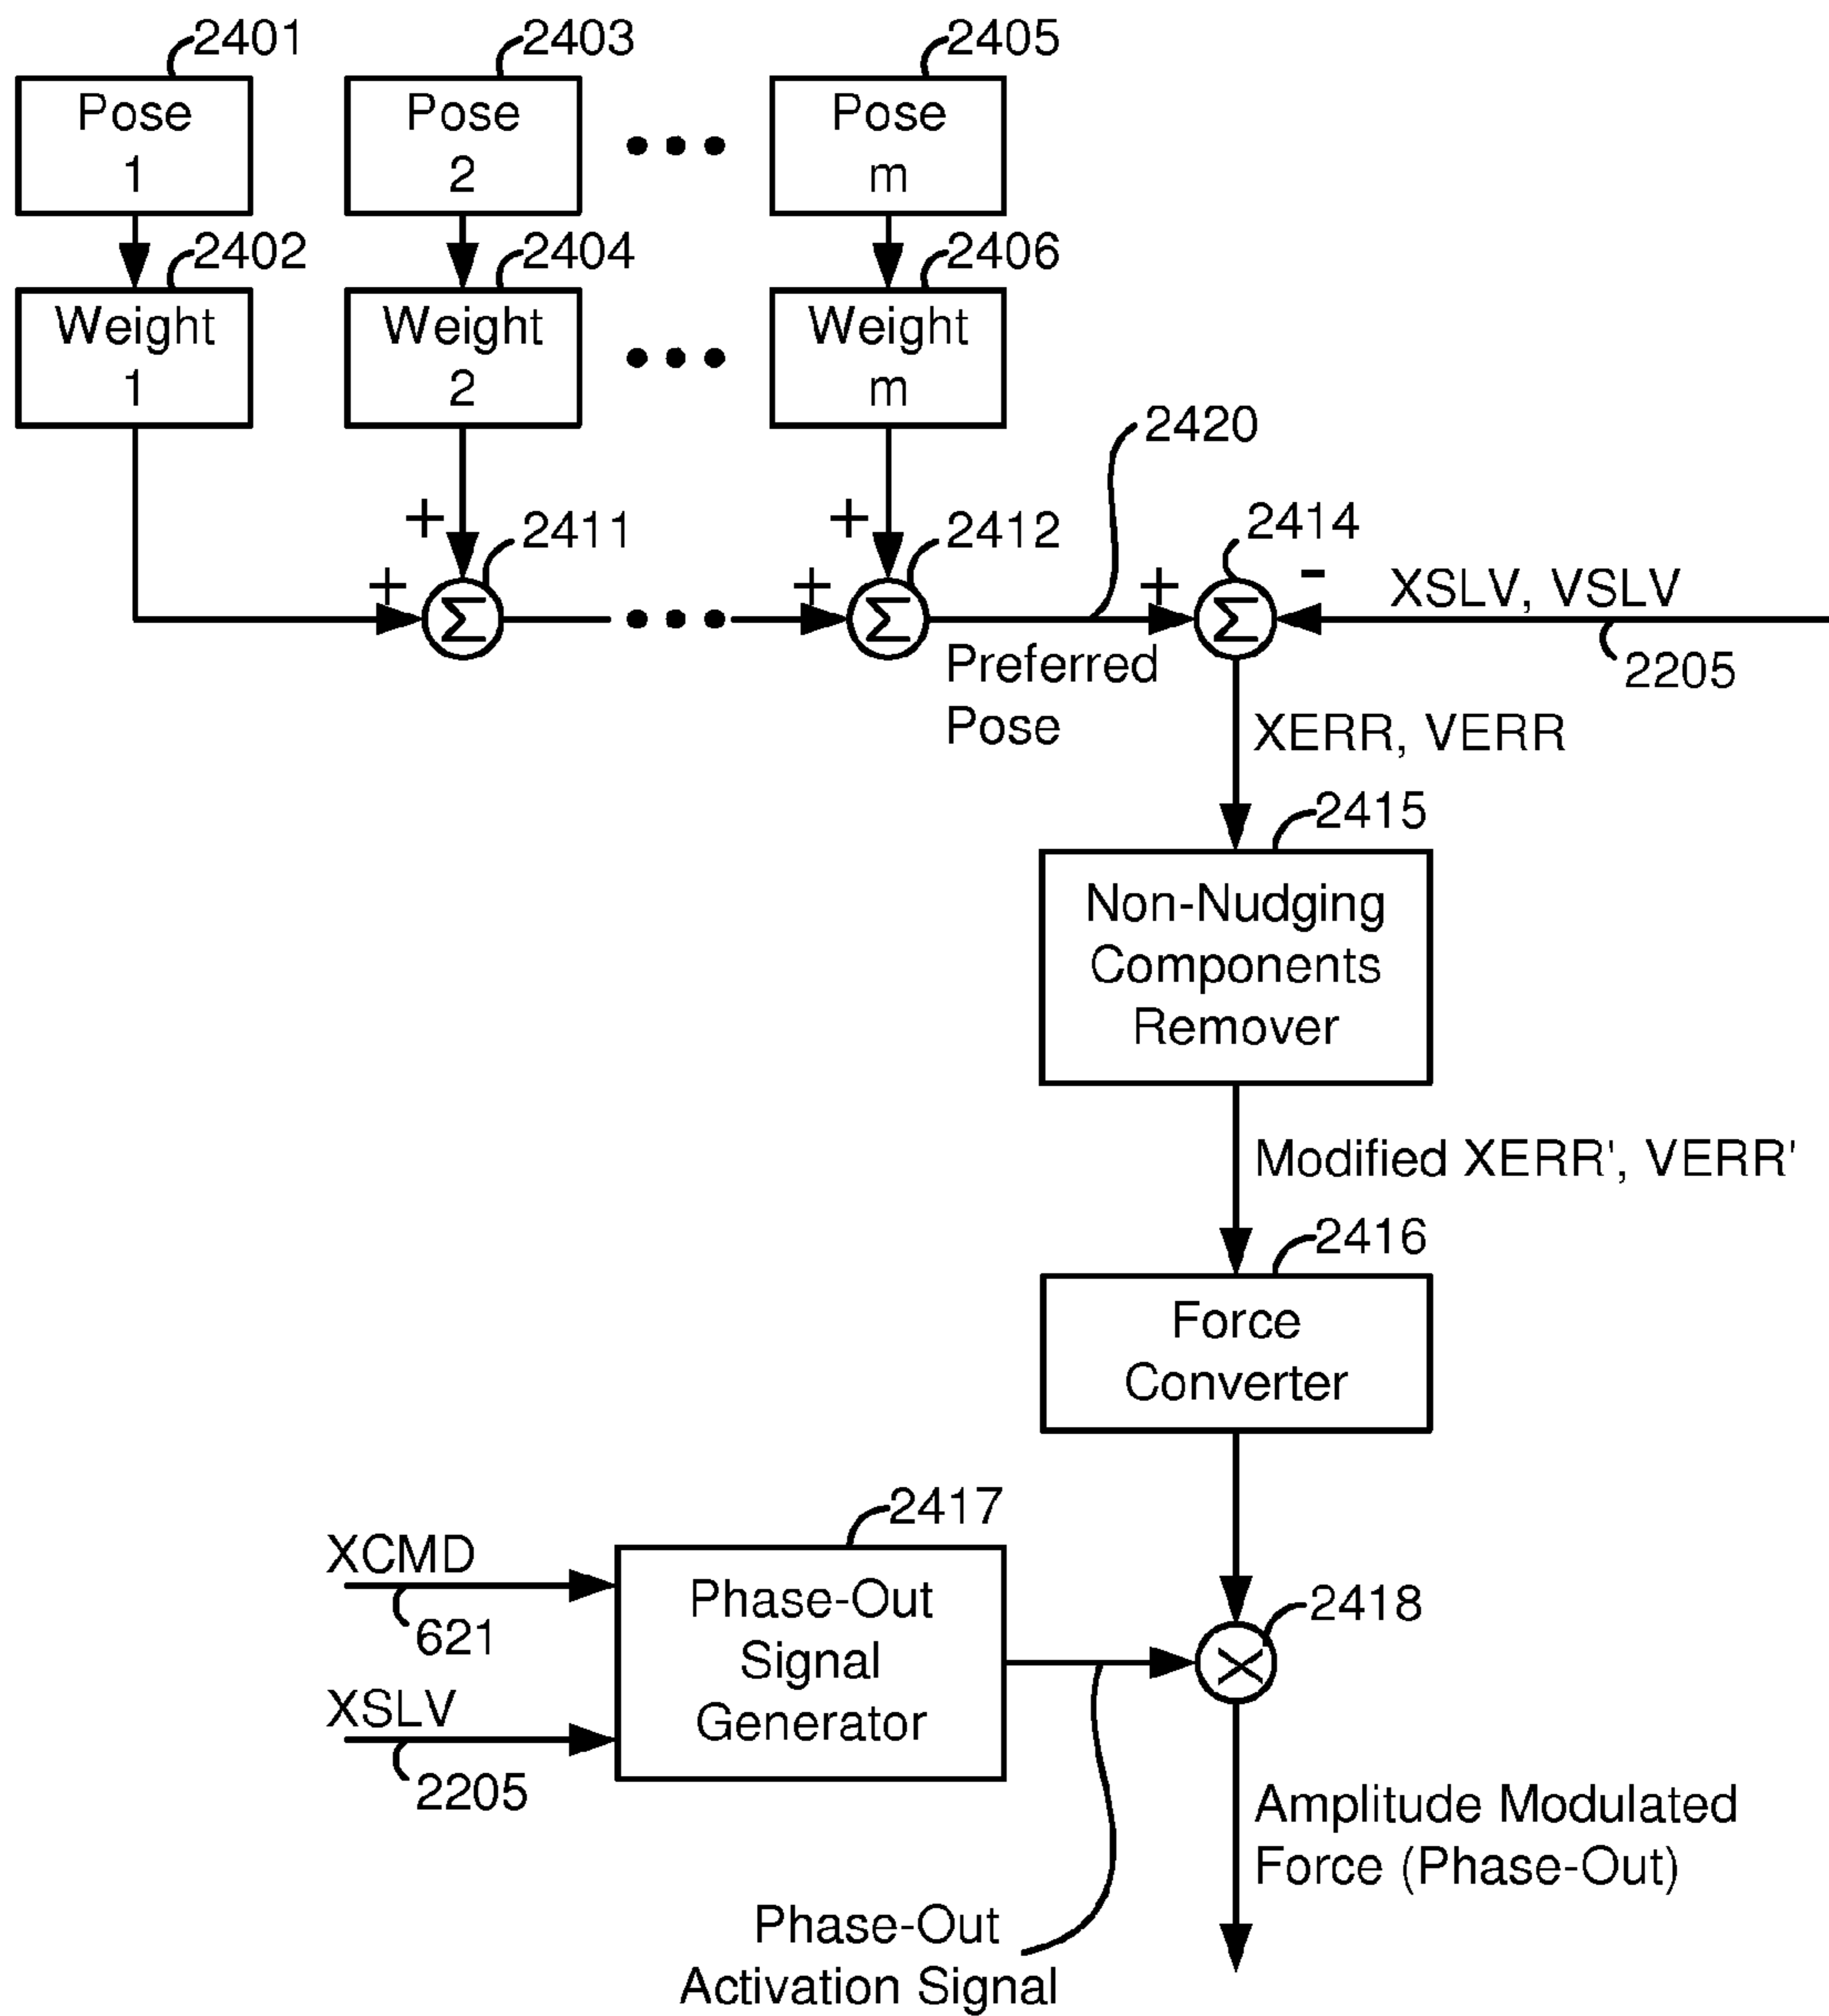 2401
2403
2405
Pose
1
Pose
2
Pose
m
2402
2404
2406
Weight
1
Weight
2
Weight
m
2420
+
2411
+
2412
2414
+
Σ
+
Σ
Preferred
Pose
+
Σ
-
XSLV, VSLV
2205
XERR, VERR
2415
Non-Nudging
Components
Remover
Modified XERR', VERR'
2416
Force
Converter
2417
XCMD
621
XSLV
2205
Phase-Out
Signal
Generator
2418
X
Amplitude Modulated
Force (Phase-Out)
Phase-Out
Activation Signal